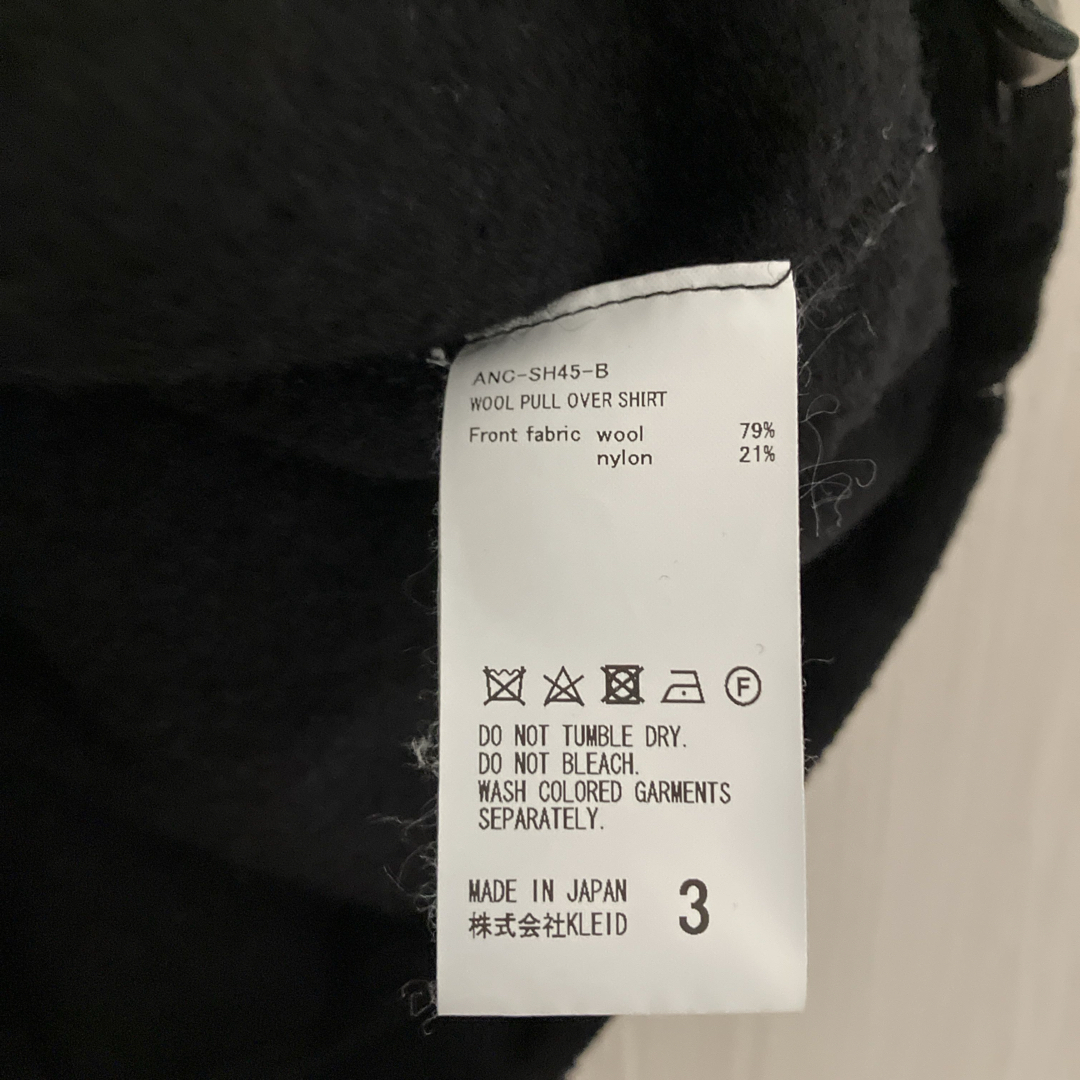 ANC-SH45-B
WOOL PULL OVER SHIRT
Front fabric wool 79%
nylon 21%
F
DO NOT TUMBLE DRY.
DO NOT BLEACH.
WASH COLORED GARMENTS
SEPARATELY.
MADE IN JAPAN
株式会社KLEID
3